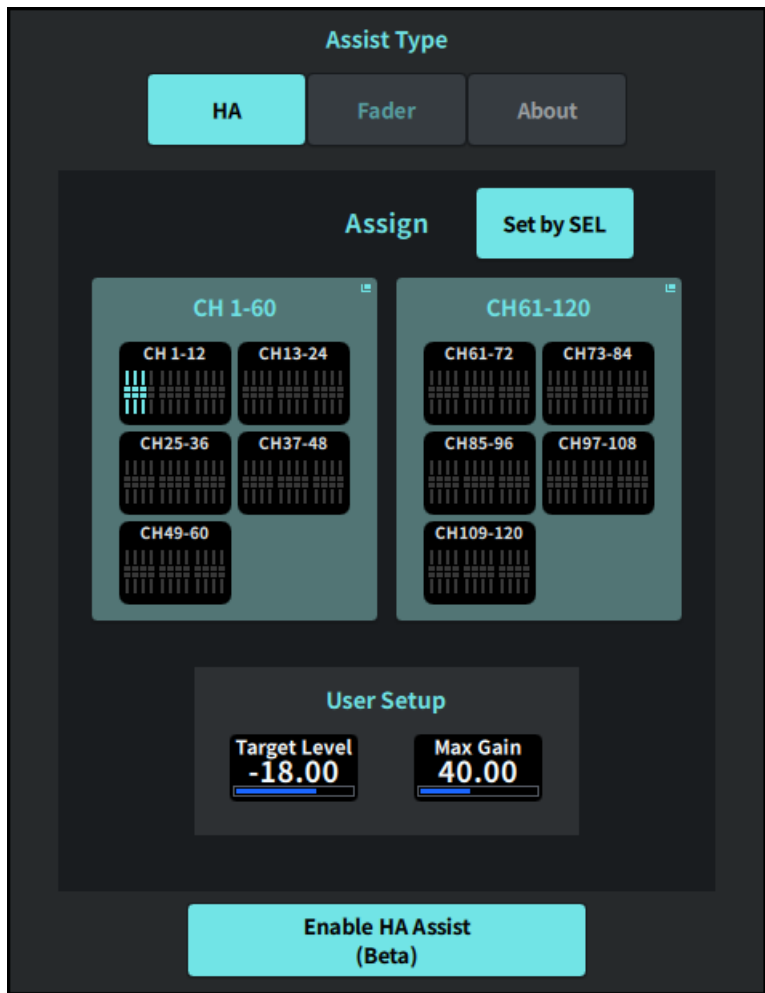 Assist Type
HA
Fader
About
Assign
Set by SEL
CH 1-60
CH 1-12
CH13-24
CH25-36
CH37-48
CH49-60
CH61-120
CH61-72
CH73-84
CH85-96
CH97-108
CH109-120
User Setup
Target Level
-18.00
Max Gain
40.00
Enable HA Assist
(Beta)